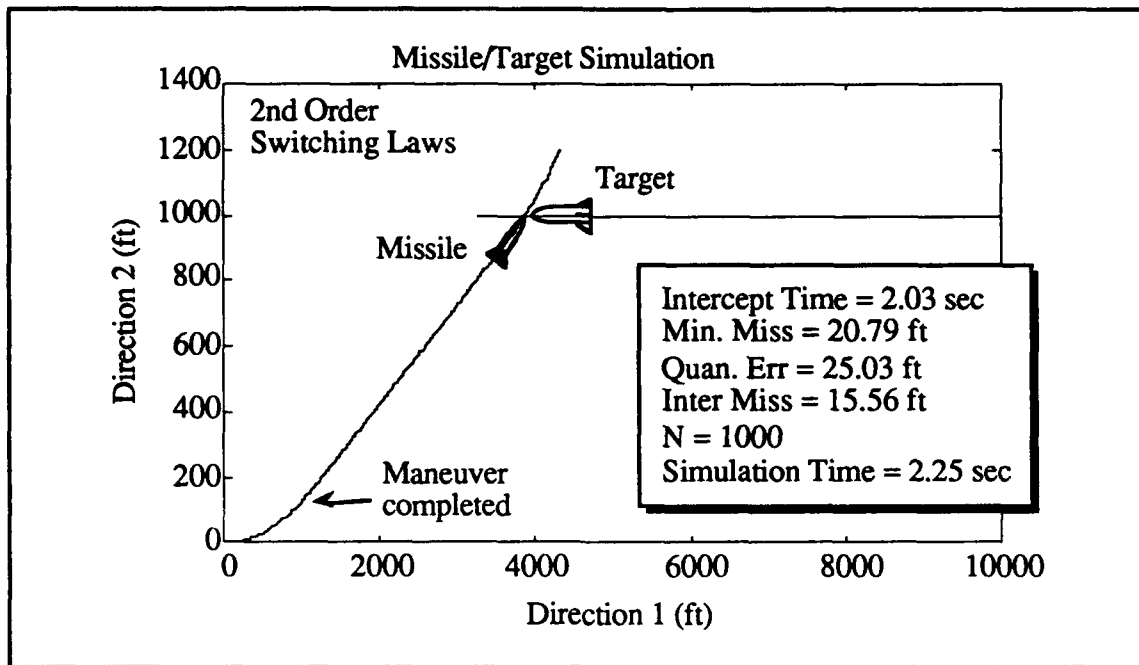 Missile/Target Simulation
1400
1200
1000
800
600
400
200
0
Direction 2 (ft)
2nd Order
Switching Laws
Target
Missile
Maneuver
completed
Intercept Time = 2.03 sec
Min. Miss = 20.79 ft
Quan. Err = 25.03 ft
Inter Miss = 15.56 ft
N = 1000
Simulation Time = 2.25 sec
0 2000 4000 6000 8000 10000
Direction 1 (ft)